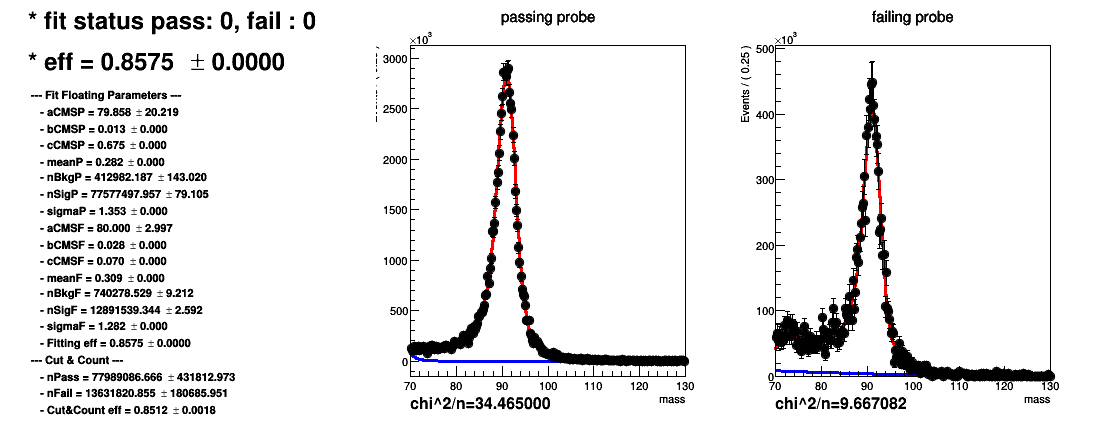 * fit status pass: 0, fail : 0
* eff = 0.8575 ± 0.0000
--- Fit Floating Parameters ---
- aCMSP = 79.858 ± 20.219
- bCMSP = 0.013 ± 0.000
- cCMSP = 0.675 ± 0.000
- meanP = 0.282 ± 0.000
- nBkgP = 412982.187 ± 143.020
- nSigP = 77577497.957 ± 79.105
- sigmaP = 1.353 ± 0.000
- aCMSF = 80.000 ± 2.997
- bCMSF = 0.028 ± 0.000
- cCMSF = 0.070 ± 0.000
- meanF = 0.309 ± 0.000
- nBkgF = 740278.529 ± 9.212
- nSigF = 12891539.344 ± 2.592
- sigmaF = 1.282 ± 0.000
- Fitting eff = 0.8575 ± 0.0000
--- Cut & Count ---
- nPass = 77989086.666 ± 431812.973
- nFail = 13631820.855 ± 180685.951
- Cut&Count eff = 0.8512 ± 0.0018
passing probe
×10³
3000
2500
2000
1500
1000
500
0
70 80 90 100 110 120 130
mass
chi^2/n=34.465000
failing probe
×10³
Events / ( 0.25 )
500
400
300
200
100
0
70 80 90 100 110 120 130
mass
chi^2/n=9.667082